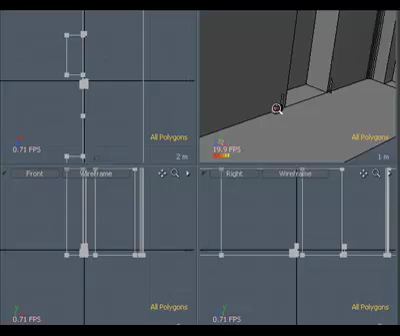 All Polygons
0.71 FPS
2 m
All Polygons
19.9 FPS
1 m
Front
Wireframe
Right
Wireframe
All Polygons
0.71 FPS
All Polygons
0.71 FPS